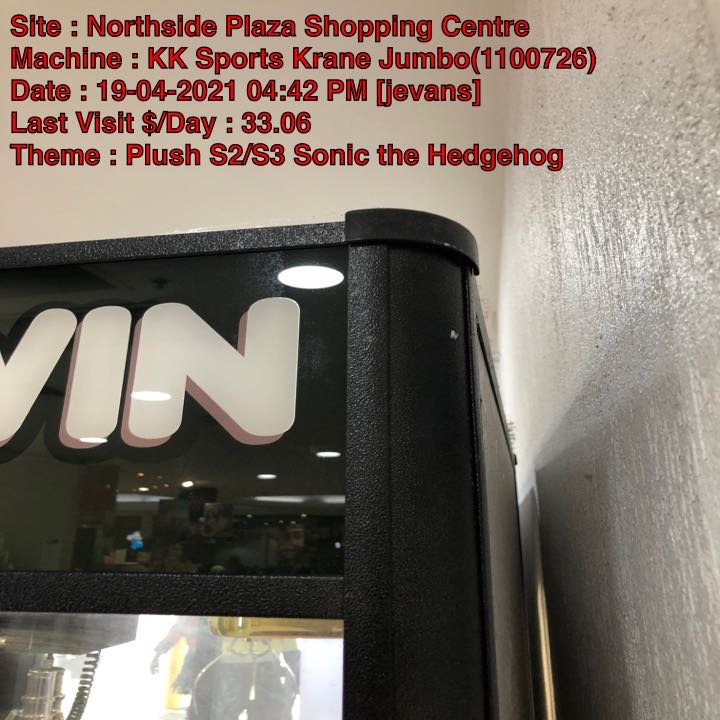 Site : Northside Plaza Shopping Centre
Machine : KK Sports Krane Jumbo(1100726)
Date : 19-04-2021 04:42 PM [jevans]
Last Visit $/Day : 33.06
Theme : Plush S2/S3 Sonic the Hedgehog
WIN